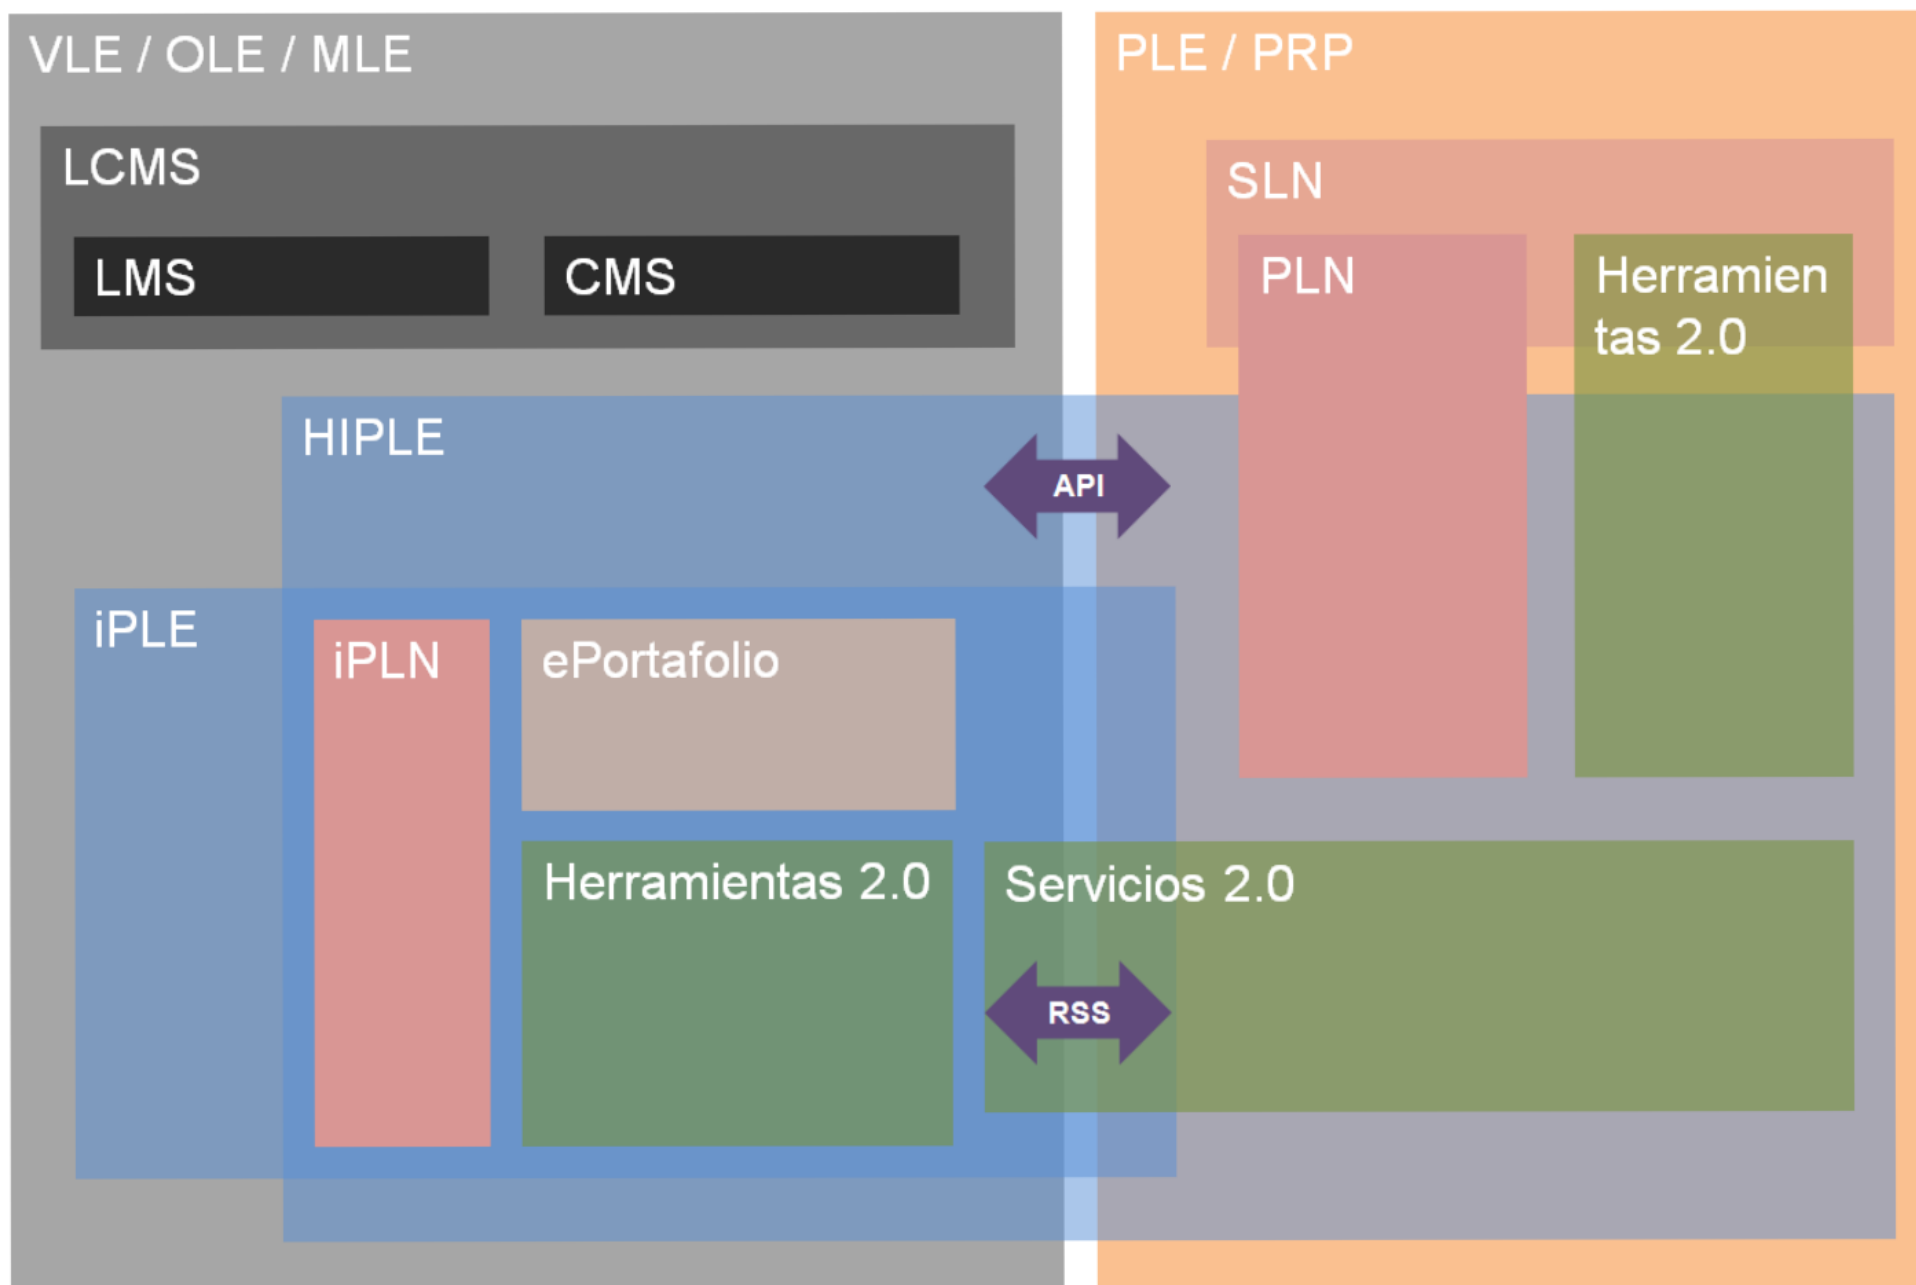 VLE / OLE / MLE
PLE / PRP
LCMS
SLN
LMS
CMS
PLN
Herramien
tas 2.0
HIPLE
API
iPLE
iPLN
ePortafolio
Herramientas 2.0
Servicios 2.0
RSS